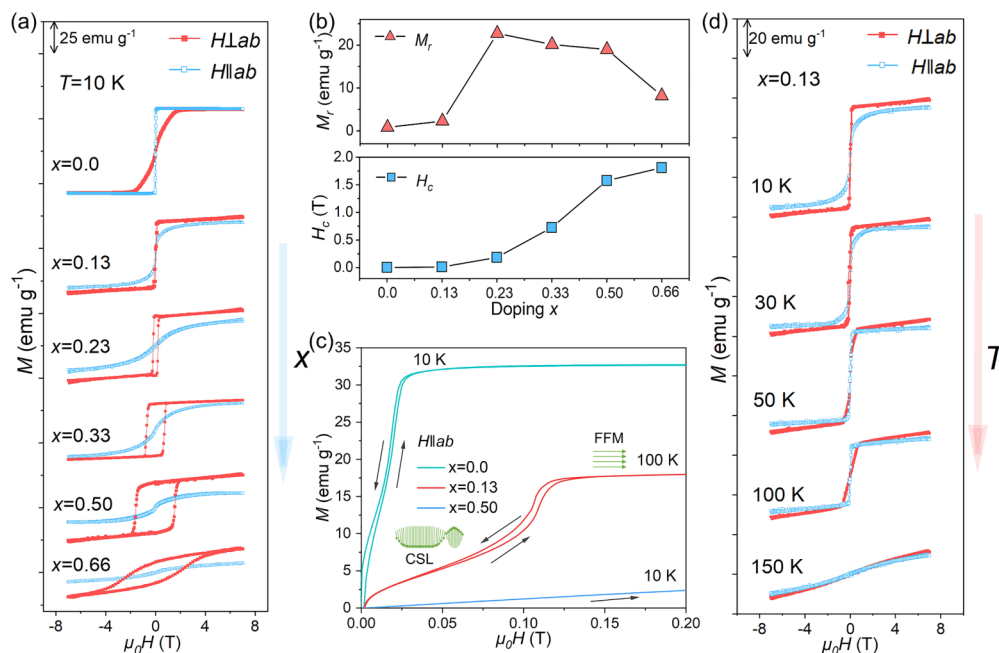 (a)
25 emu g⁻¹
H⊥ab
H∥ab
T=10 K
x=0.0
x=0.13
x=0.23
x=0.33
x=0.50
x=0.66
M (emu g⁻¹)
-8 -4 0 4 8
μ₀H (T)
x
(b)
Mᵣ
30
20
10
0
Mᵣ (emu g⁻¹)
H_c
2.0
1.5
1.0
0.5
0.0
H_c (T)
0.0 0.13 0.23 0.33 0.50 0.66
Doping x
(c)
35
30
25
20
15
10
5
0
M (emu g⁻¹)
10 K
H∥ab
x=0.0
x=0.13
x=0.50
FFM
100 K
CSL
10 K
0.00 0.05 0.10 0.15 0.20
μ₀H (T)
(d)
20 emu g⁻¹
H⊥ab
H∥ab
x=0.13
10 K
30 K
50 K
100 K
150 K
M (emu g⁻¹)
-8 -4 0 4 8
μ₀H (T)
T